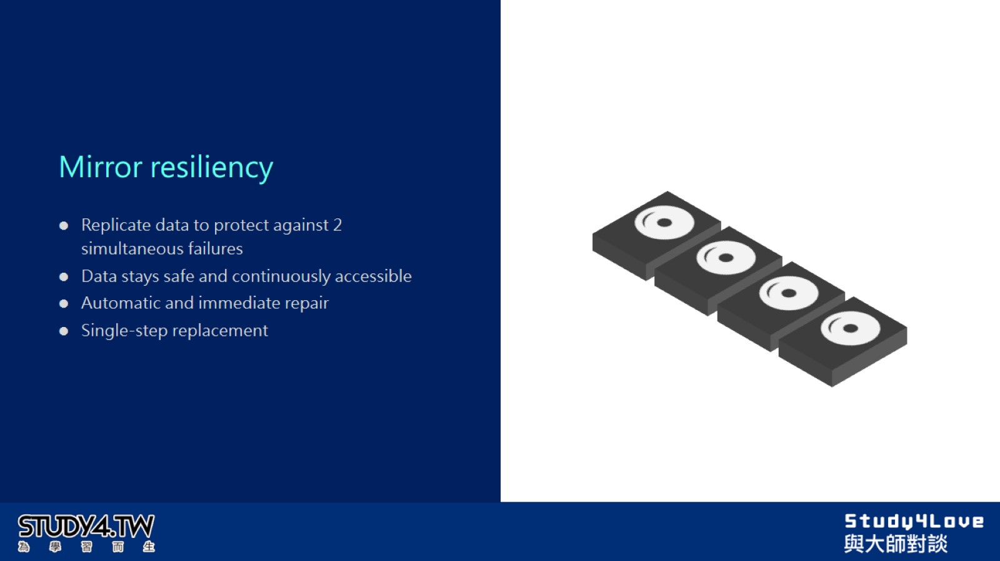 Mirror resiliency
● Replicate data to protect against 2
simultaneous failures
● Data stays safe and continuously accessible
● Automatic and immediate repair
● Single-step replacement
STUDY4.TW
為學習而生
Study4Love
與大師對談